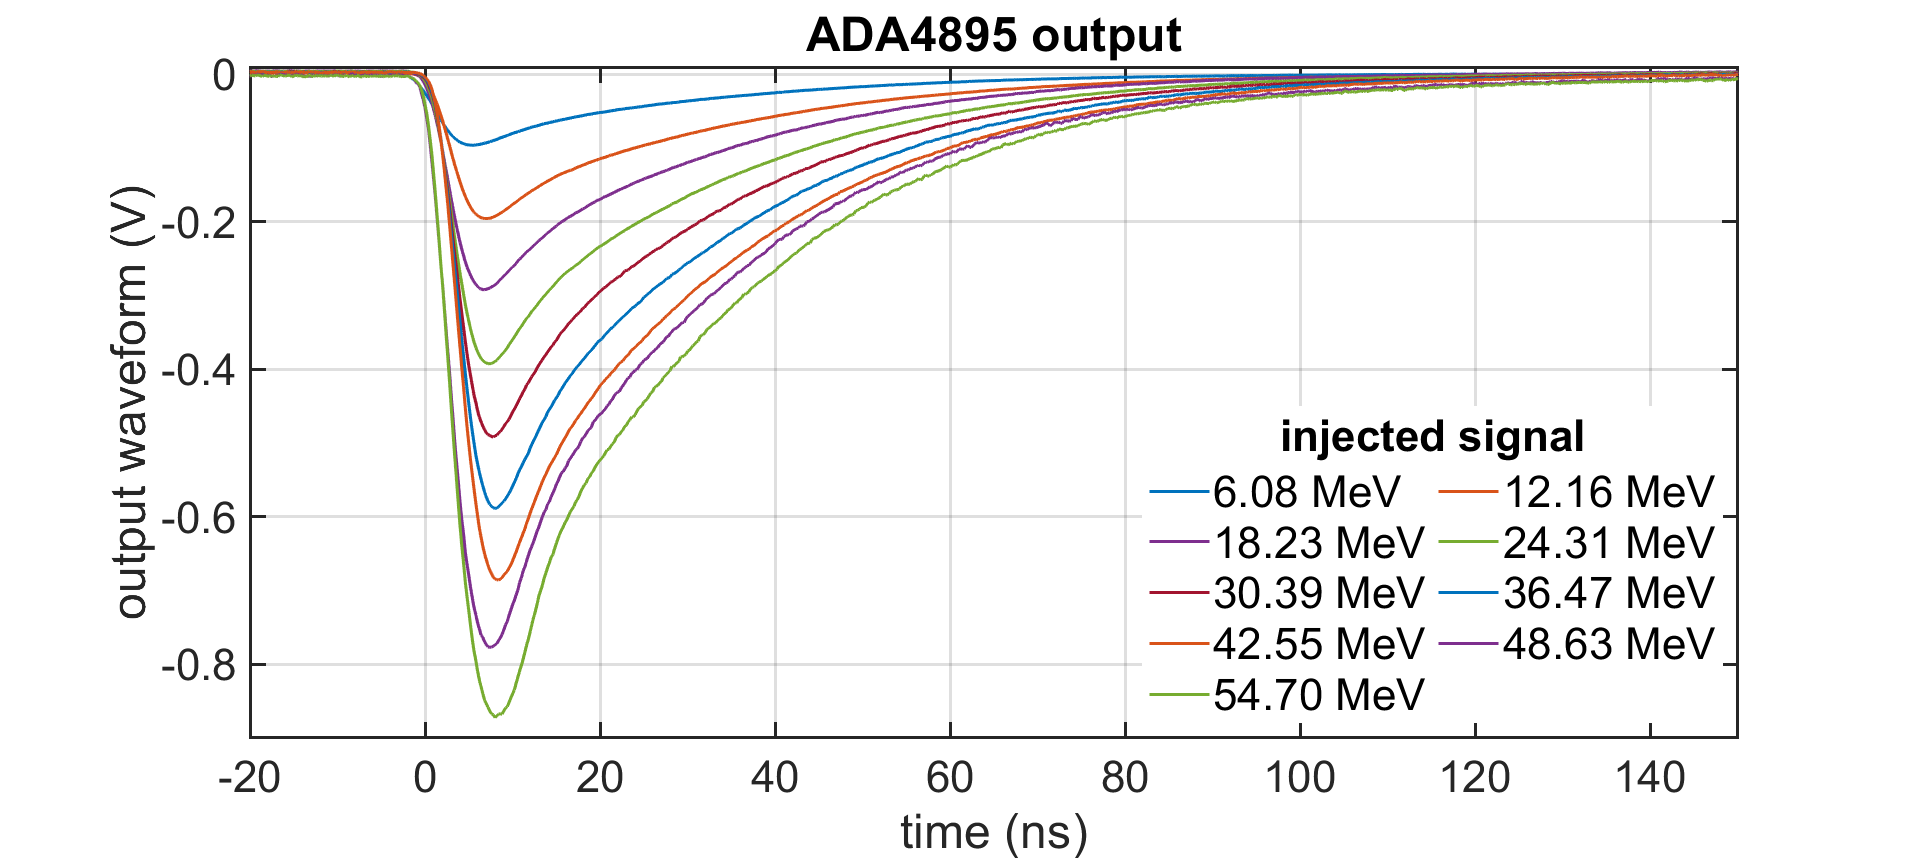 ADA4895 output
output waveform (V)
0
-0.2
-0.4
-0.6
-0.8
injected signal
6.08 MeV 12.16 MeV
18.23 MeV 24.31 MeV
30.39 MeV 36.47 MeV
42.55 MeV 48.63 MeV
54.70 MeV
-20 0 20 40 60 80 100 120 140
time (ns)